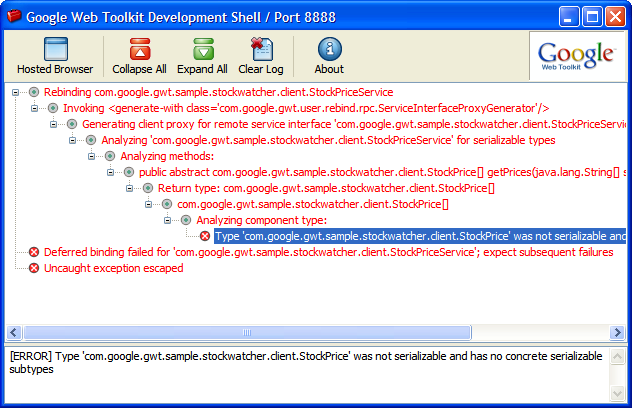 Google Web Toolkit Development Shell / Port 8888
Hosted Browser Collapse All Expand All Clear Log About
Google
Web Toolkit
Rebinding com.google.gwt.sample.stockwatcher.client.StockPriceService
Invoking <generate-with class='com.google.gwt.user.rebind.rpc.ServiceInterfaceProxyGenerator'/>
Generating client proxy for remote service interface 'com.google.gwt.sample.stockwatcher.client.StockPriceServic
Analyzing 'com.google.gwt.sample.stockwatcher.client.StockPriceService' for serializable types
Analyzing methods:
public abstract com.google.gwt.sample.stockwatcher.client.StockPrice[] getPrices(java.lang.String[] s
Return type: com.google.gwt.sample.stockwatcher.client.StockPrice[]
com.google.gwt.sample.stockwatcher.client.StockPrice[]
Analyzing component type:
Type 'com.google.gwt.sample.stockwatcher.client.StockPrice' was not serializable and
Deferred binding failed for 'com.google.gwt.sample.stockwatcher.client.StockPriceService'; expect subsequent failures
Uncaught exception escaped
[ERROR] Type 'com.google.gwt.sample.stockwatcher.client.StockPrice' was not serializable and has no concrete serializable
subtypes